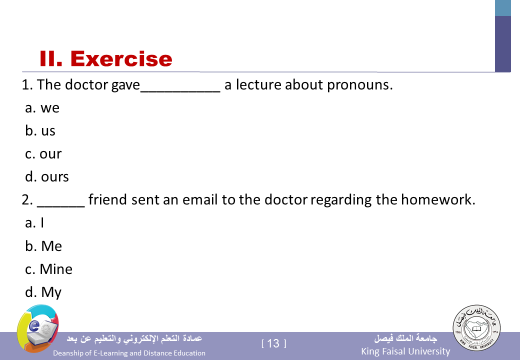 II. Exercise
1. The doctor gave__________ a lecture about pronouns.
a. we
b. us
c. our
d. ours
2. ______ friend sent an email to the doctor regarding the homework.
a. I
b. Me
c. Mine
d. My
عمادة التعلم الإلكتروني والتعليم عن بعد
Deanship of E-Learning and Distance Education
[ 13 ]
جامعة الملك فيصل
King Faisal University